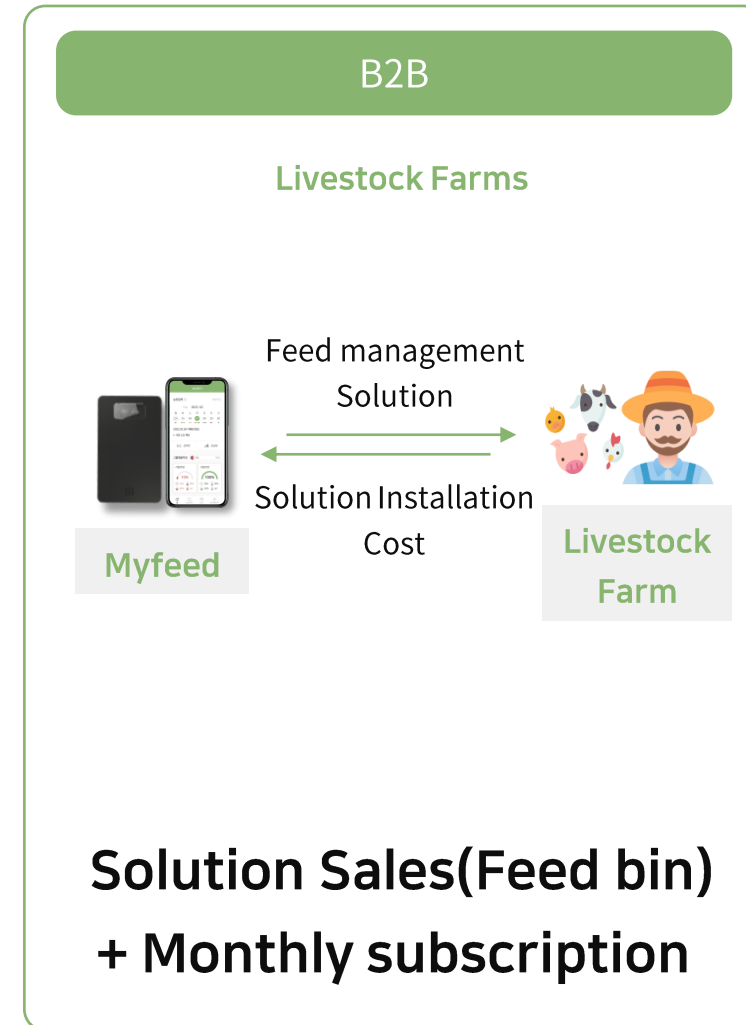 B2B
Livestock Farms
Feed management
Solution
Solution Installation
Cost
Myfeed
Livestock
Farm
Solution Sales(Feed bin)
+ Monthly subscription